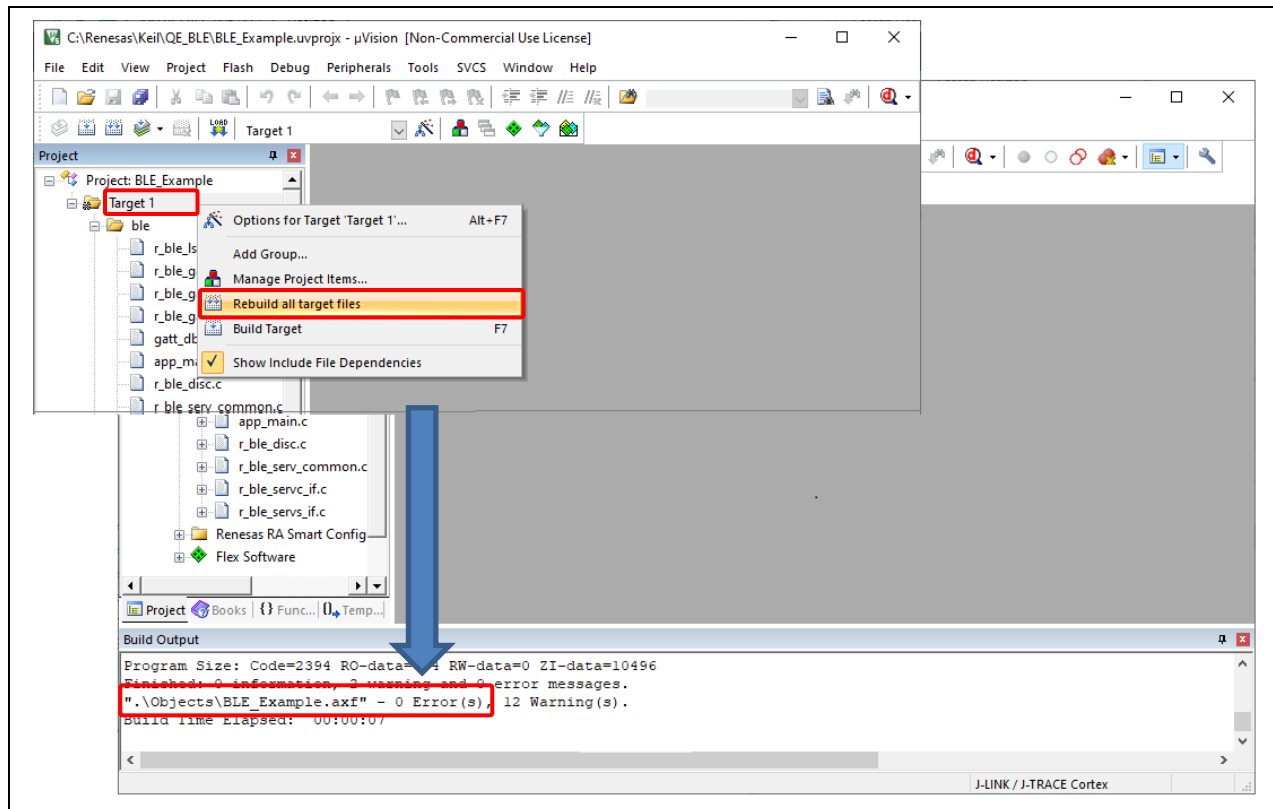 C:\Renesas\Keil\QE_BLE\BLE_Example.uvprojx - µVision [Non-Commercial Use License]
File Edit View Project Flash Debug Peripherals Tools SVCS Window Help
LOAD Target 1
Project
Project: BLE_Example
Target 1
ble
r_ble_ls
r_ble_g
r_ble_g
r_ble_g
gatt_db
app_ma
r_ble_disc.c
r_ble_serv_common.c
Options for Target 'Target 1'... Alt+F7
Add Group...
Manage Project Items...
Rebuild all target files
Build Target F7
Show Include File Dependencies
app_main.c
r_ble_disc.c
r_ble_serv_common.c
r_ble_servc_if.c
r_ble_servs_if.c
Renesas RA Smart Config
Flex Software
Project Books {} Func... 0 Temp...
Build Output
Program Size: Code=2394 RO-data= 4 RW-data=0 ZI-data=10496
Finished: 0 information, 2 warning and 0 error messages.
".\Objects\BLE_Example.axf" - 0 Error(s), 12 Warning(s).
Build Time Elapsed: 00:00:07
J-LINK / J-TRACE Cortex